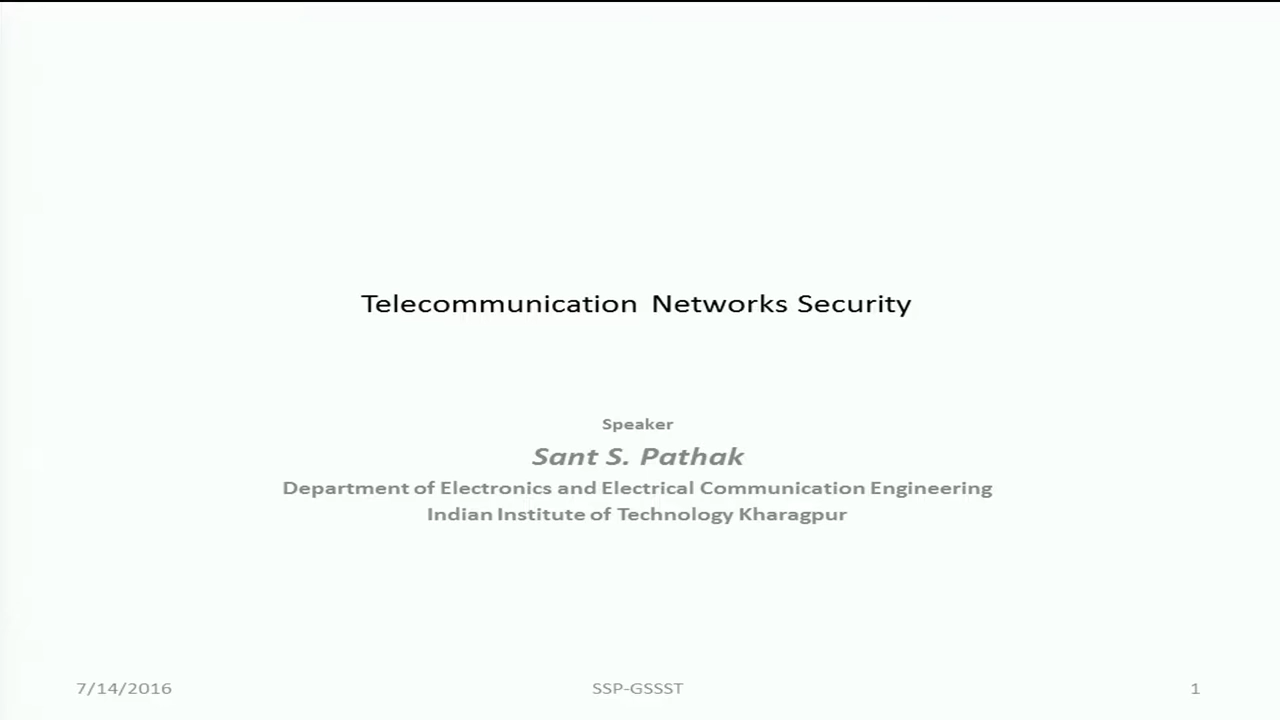 Telecommunication Networks Security
Speaker
Sant S. Pathak
Department of Electronics and Electrical Communication Engineering
Indian Institute of Technology Kharagpur
7/14/2016 SSP-GSSST 1